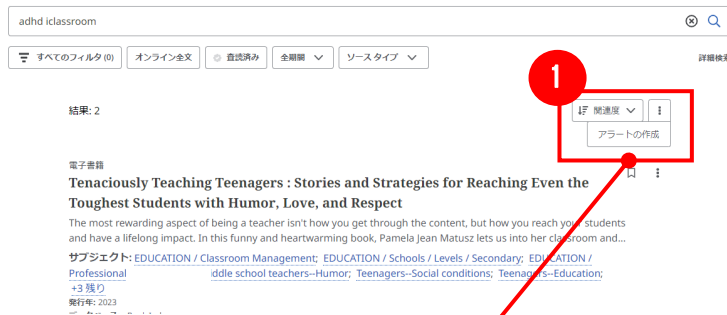 adhd iclassroom
すべてのフィルタ (0) オンライン全文 査読済み 全期間 ソース タイプ 詳細検索
1
結果: 2 関連度
アラートの作成
電子書籍
Tenaciously Teaching Teenagers : Stories and Strategies for Reaching Even the
Toughest Students with Humor, Love, and Respect
The most rewarding aspect of being a teacher isn't how you get through the content, but how you reach your students
and have a lifelong impact. In this funny and heartwarming book, Pamela Jean Matusz lets us into her classroom and...
サブジェクト: EDUCATION / Classroom Management; EDUCATION / Schools / Levels / Secondary; EDUCATION /
Professional iddle school teachers--Humor; Teenagers--Social conditions; Teenagers--Education;
+3 残り
発行年: 2023